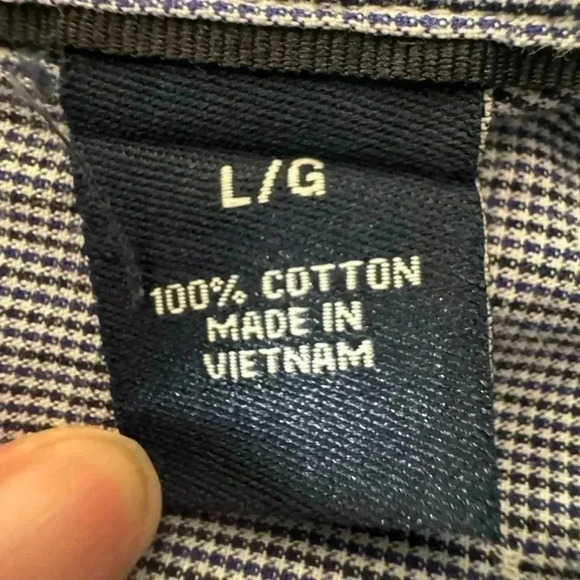 L/G
100% COTTON
MADE IN
VIETNAM